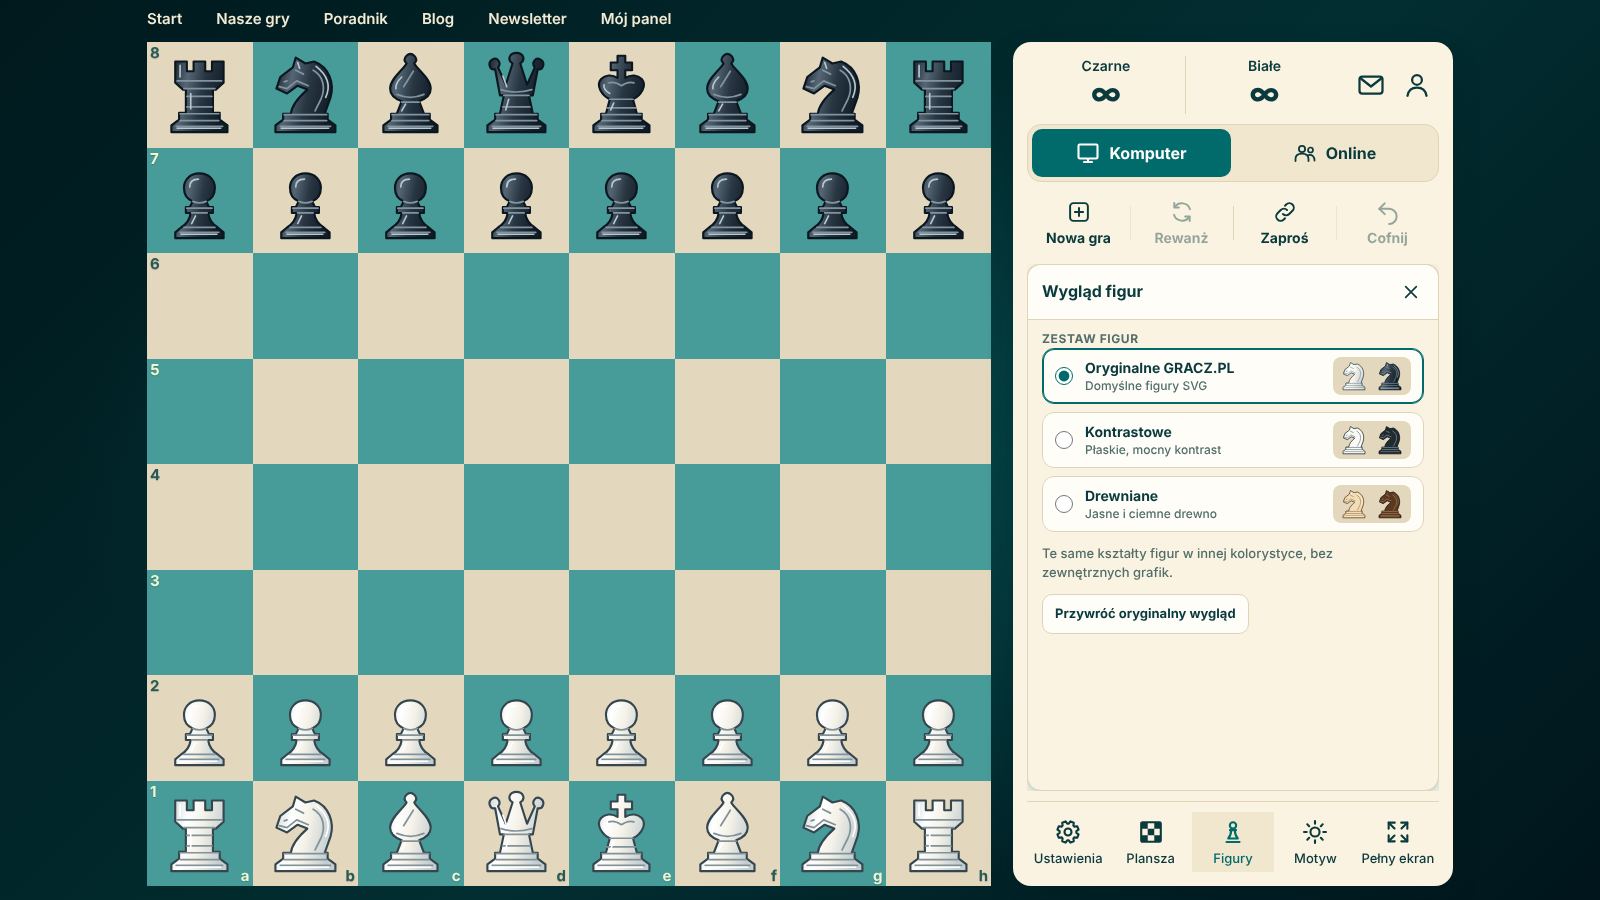 Start Nasze gry Poradnik Blog Newsletter Mój panel
8
7
6
5
4
3
2
1
a b c d e f g h
Czarne Białe
∞ ∞
Komputer Online
Nowa gra Rewanż Zaproś Cofnij
Wygląd figur
ZESTAW FIGUR
Oryginalne GRACZ.PL
Domyślne figury SVG
Kontrastowe
Płaskie, mocny kontrast
Drewniane
Jasne i ciemne drewno
Te same kształty figur w innej kolorystyce, bez
zewnętrznych grafik.
Przywróć oryginalny wygląd
Ustawienia Plansza Figury Motyw Pełny ekran